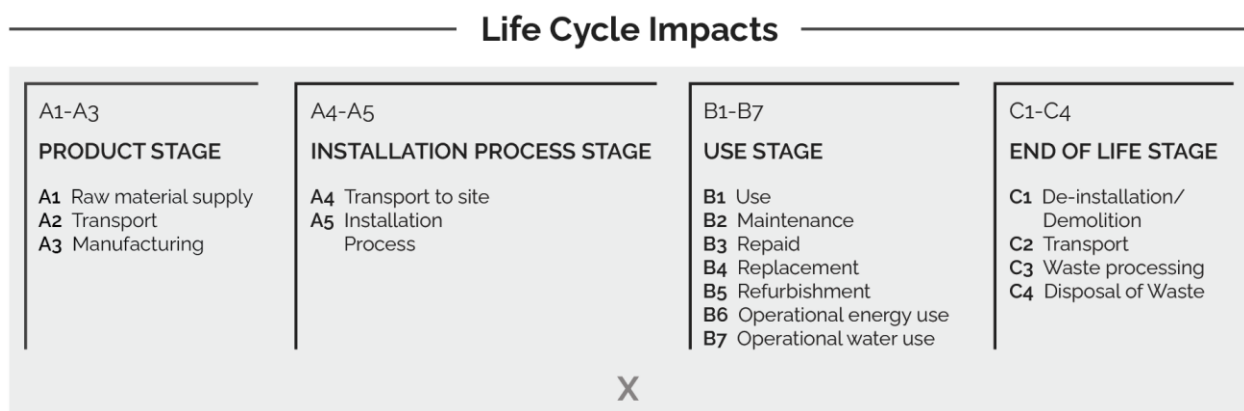 Life Cycle Impacts
A1-A3
PRODUCT STAGE
A1 Raw material supply
A2 Transport
A3 Manufacturing
A4-A5
INSTALLATION PROCESS STAGE
A4 Transport to site
A5 Installation
Process
B1-B7
USE STAGE
B1 Use
B2 Maintenance
B3 Repaid
B4 Replacement
B5 Refurbishment
B6 Operational energy use
B7 Operational water use
C1-C4
END OF LIFE STAGE
C1 De-installation/
Demolition
C2 Transport
C3 Waste processing
C4 Disposal of Waste
X